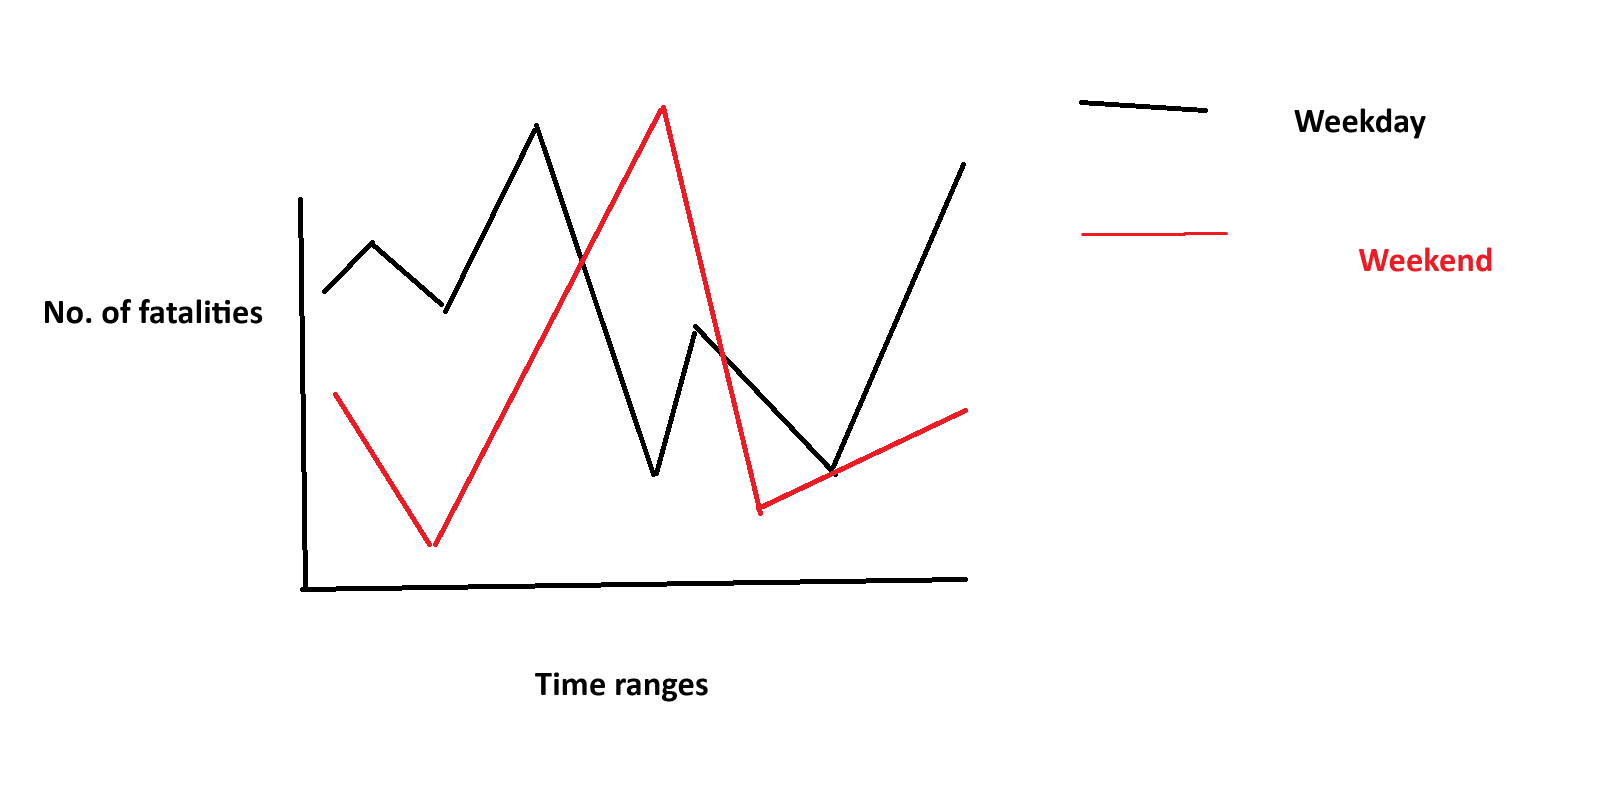 Weekday
Weekend
No. of fatalities
Time ranges